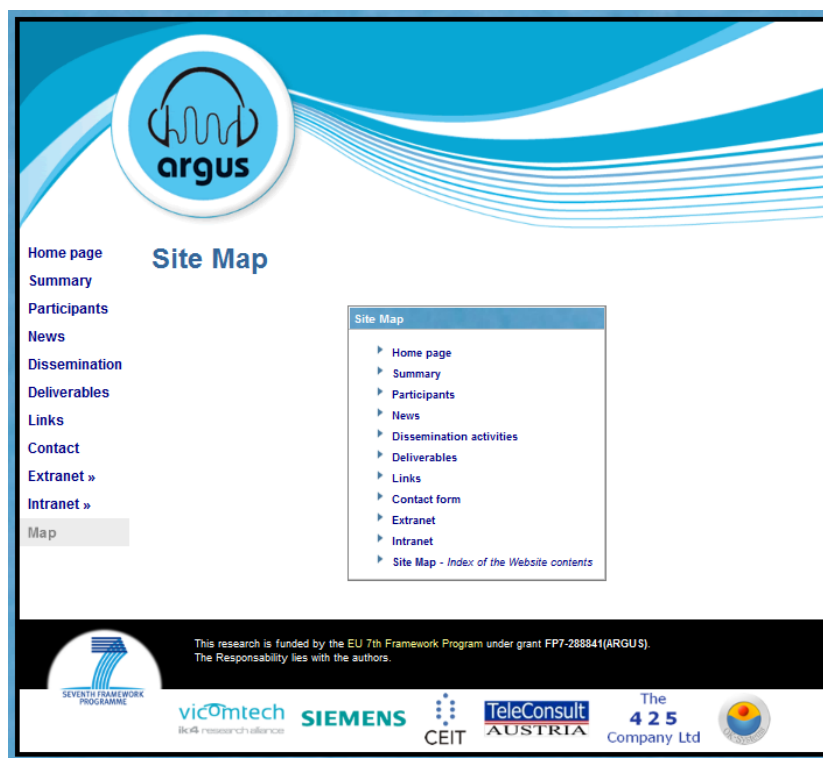 argus
Home page
Summary
Participants
News
Dissemination
Deliverables
Links
Contact
Extranet »
Intranet »
Map
Site Map
Site Map
Home page
Summary
Participants
News
Dissemination activities
Deliverables
Links
Contact form
Extranet
Intranet
Site Map - Index of the Website contents
This research is funded by the EU 7th Framework Program under grant FP7-288841(ARGUS).
The Responsability lies with the authors.
SEVENTH FRAMEWORK
PROGRAMME
vicomtech
ik4 research aliance
SIEMENS
CEIT
TeleConsult
AUSTRIA
The
4 2 5
Company Ltd